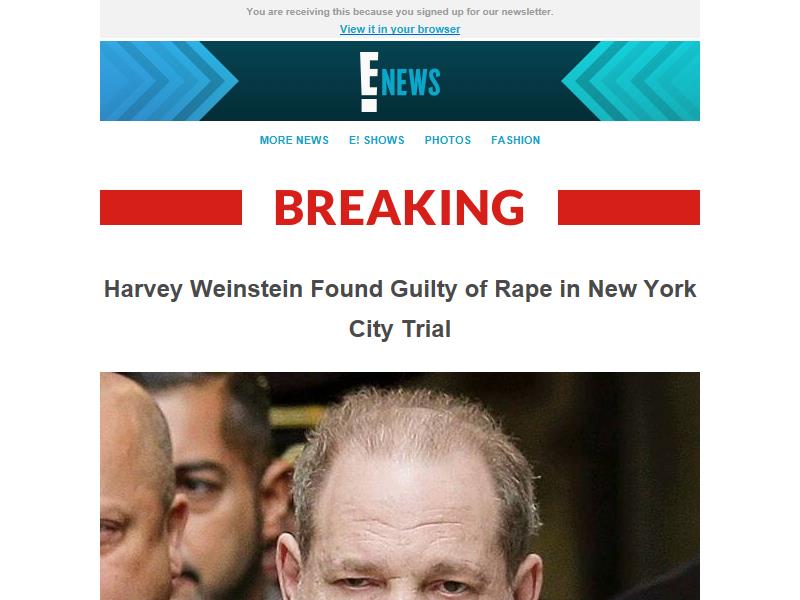 You are receiving this because you signed up for our newsletter.
View it in your browser
E! NEWS
MORE NEWS E! SHOWS PHOTOS FASHION
BREAKING
Harvey Weinstein Found Guilty of Rape in New York
City Trial